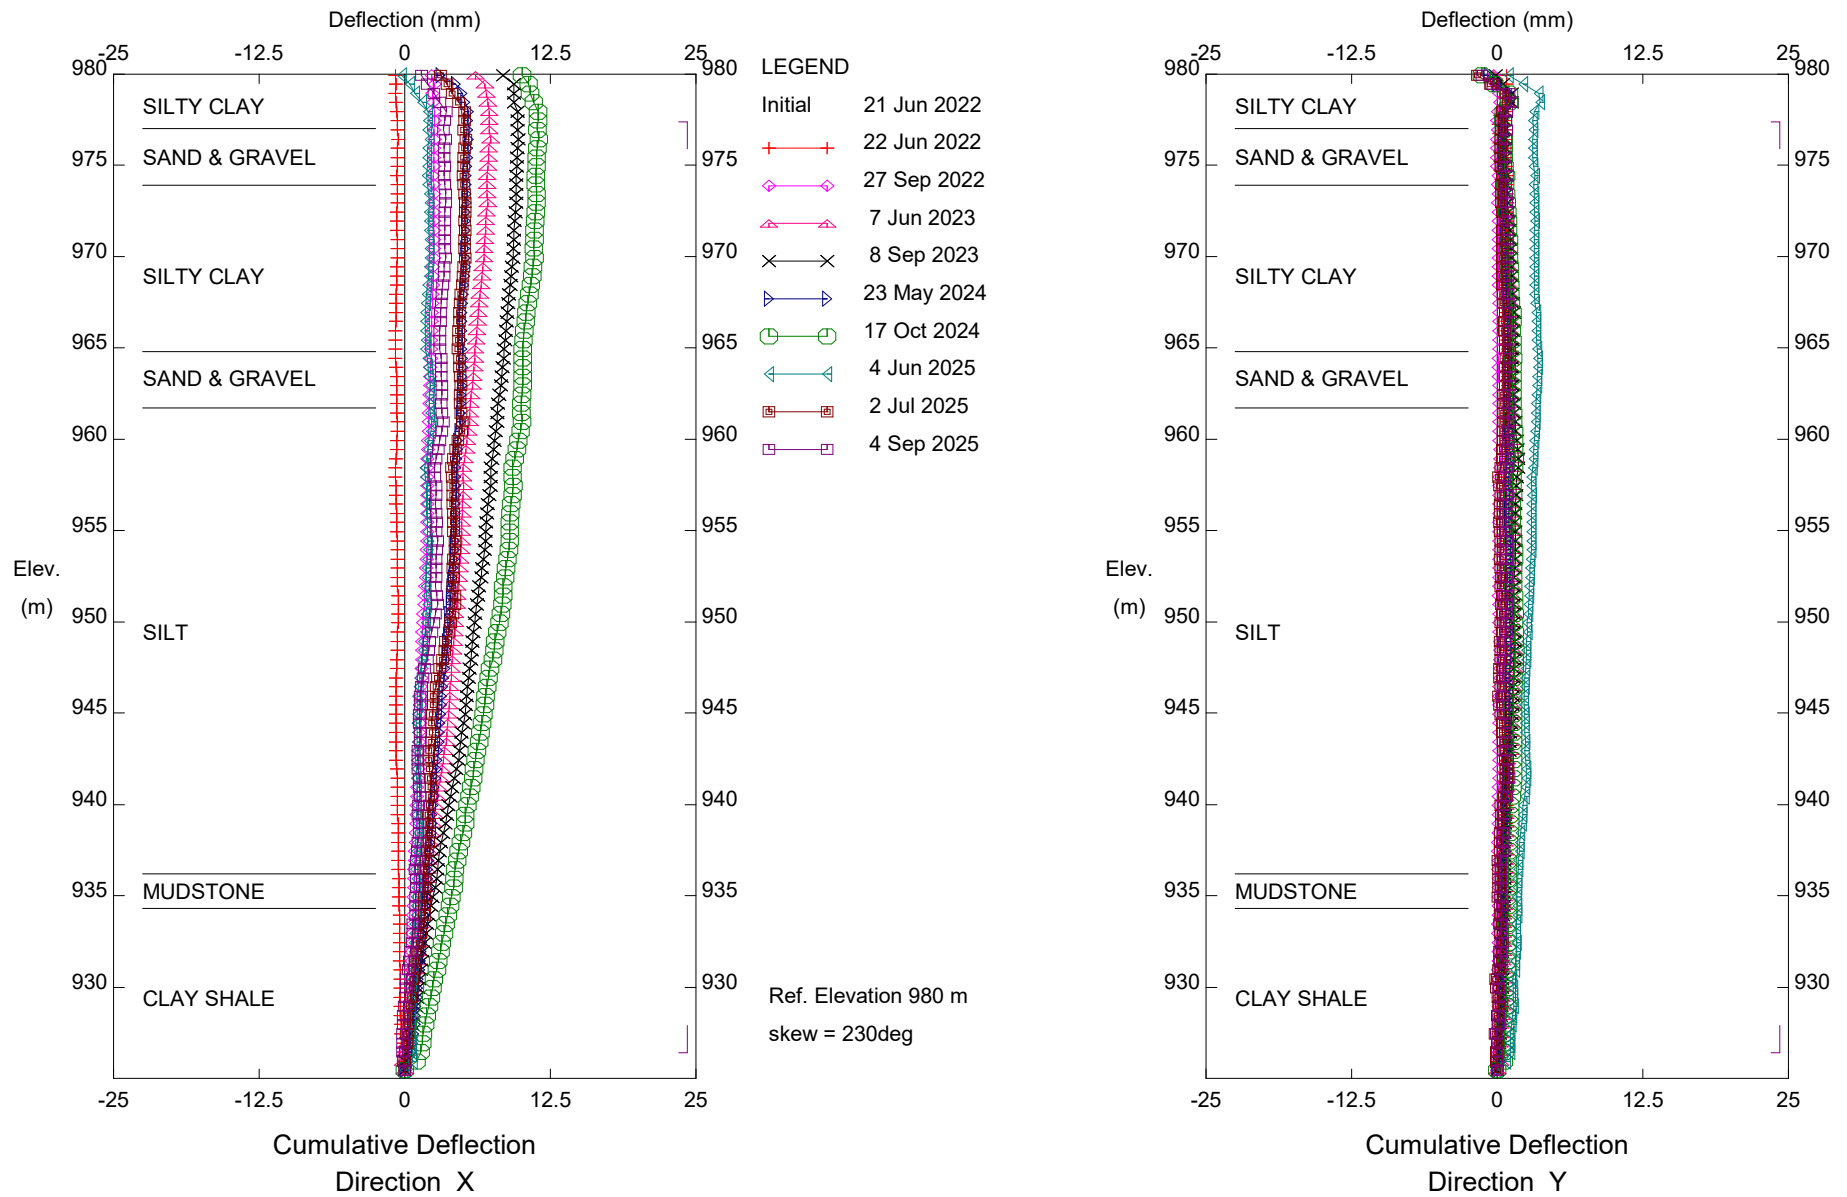 Deflection (mm)
-25 -12.5 0 12.5 25
980 980
SILTY CLAY
SAND & GRAVEL
975 975
970 970
SILTY CLAY
965 965
SAND & GRAVEL
960 960
955 955
Elev.
(m)
950 950
SILT
945 945
940 940
935 935
MUDSTONE
930 930
CLAY SHALE
-25 -12.5 0 12.5 25
Cumulative Deflection
Direction X
LEGEND
Initial 21 Jun 2022
22 Jun 2022
27 Sep 2022
7 Jun 2023
8 Sep 2023
23 May 2024
17 Oct 2024
4 Jun 2025
2 Jul 2025
4 Sep 2025
Ref. Elevation 980 m
skew = 230deg
Deflection (mm)
-25 -12.5 0 12.5 25
980 980
SILTY CLAY
SAND & GRAVEL
975 975
970 970
SILTY CLAY
965 965
SAND & GRAVEL
960 960
955 955
Elev.
(m)
950 950
SILT
945 945
940 940
935 935
MUDSTONE
930 930
CLAY SHALE
-25 -12.5 0 12.5 25
Cumulative Deflection
Direction Y